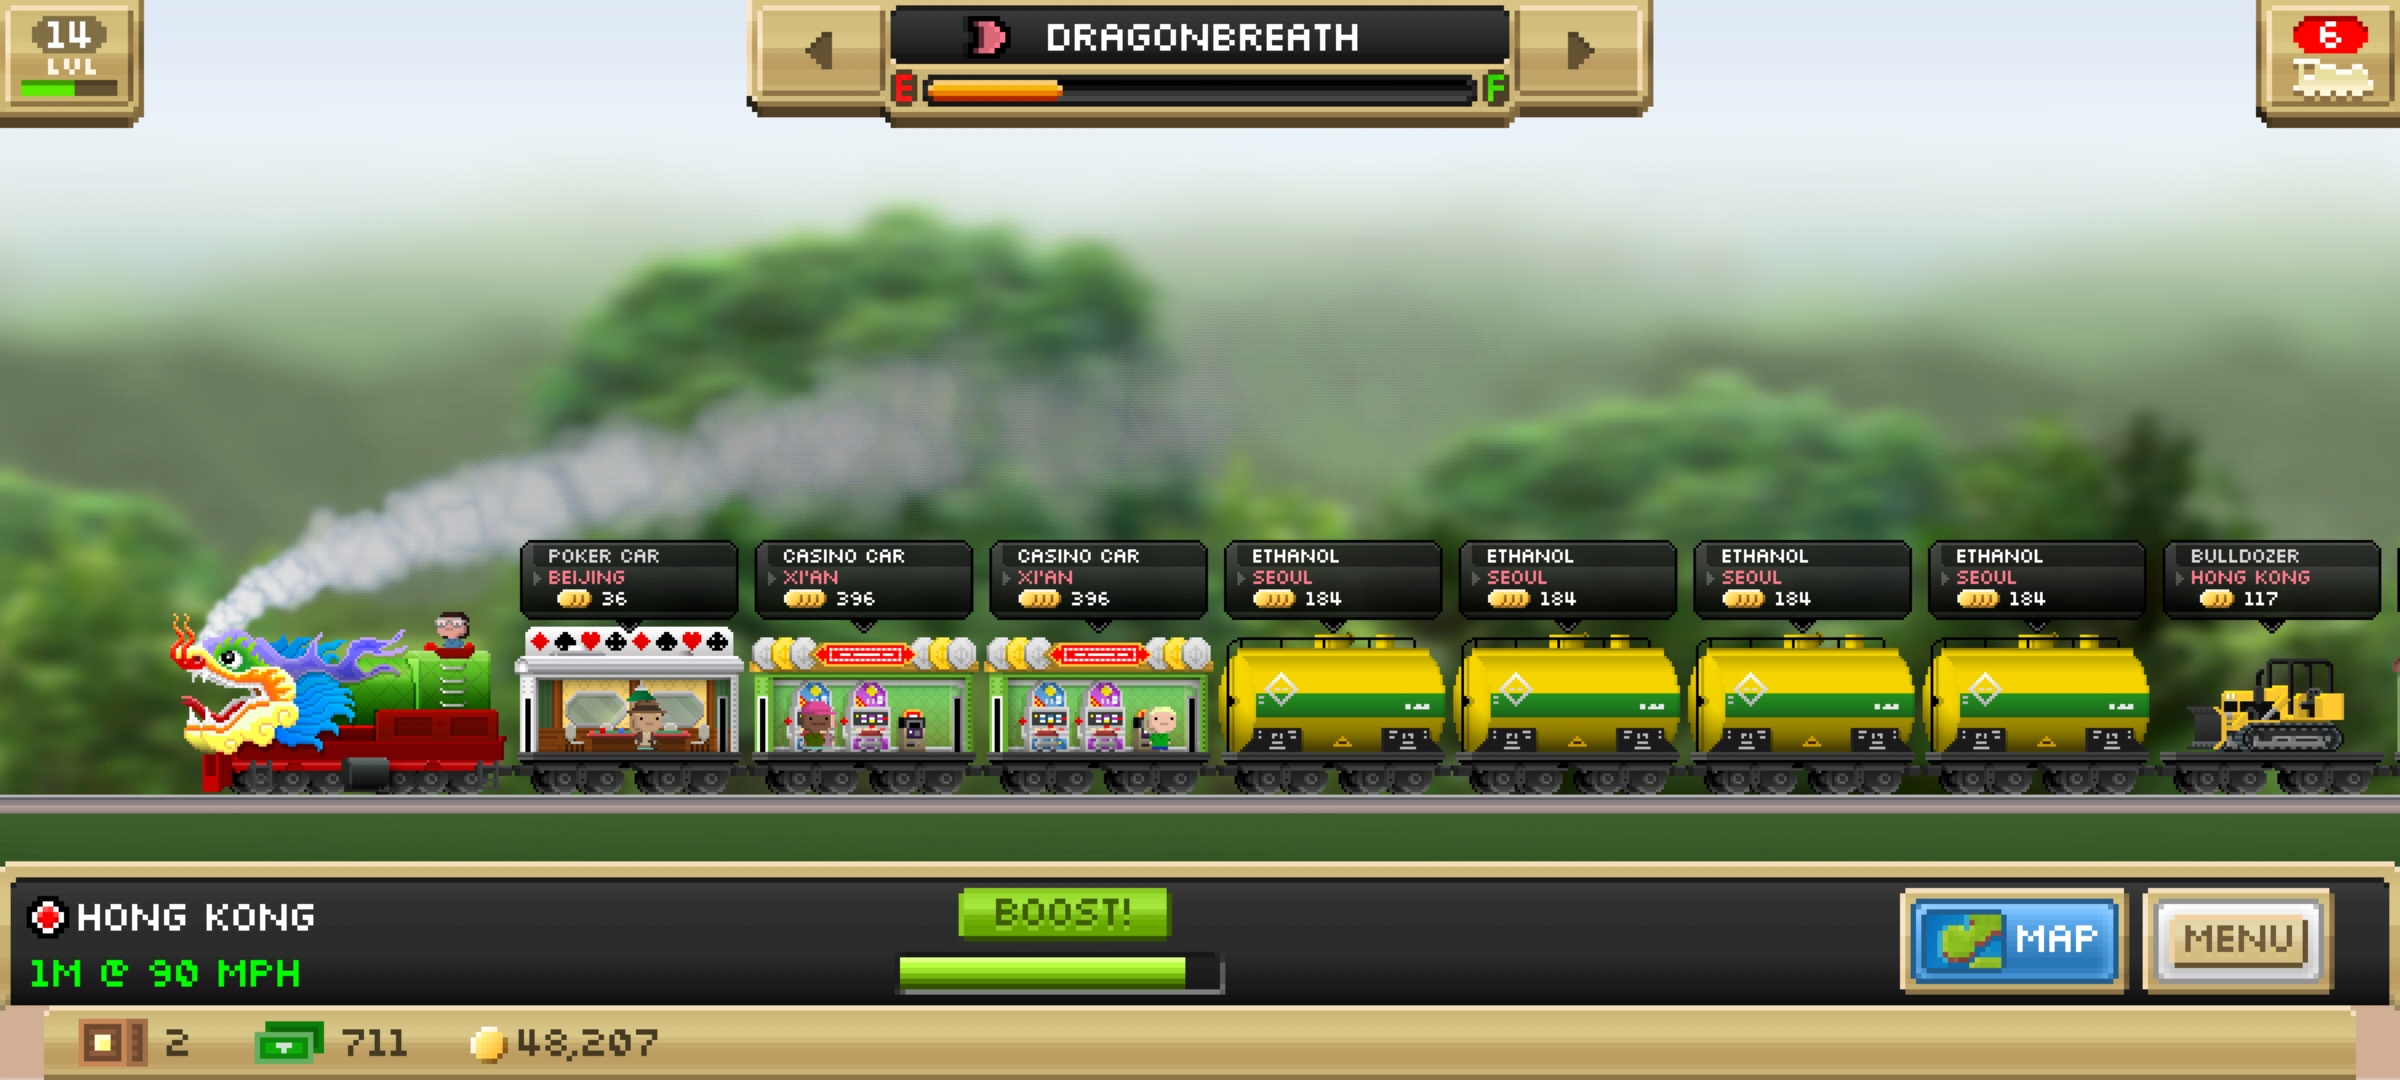 14
LVL
DRAGONBREATH
E
F
6
POKER CAR
BEIJING
36
CASINO CAR
XI'AN
396
CASINO CAR
XI'AN
396
ETHANOL
SEOUL
184
ETHANOL
SEOUL
184
ETHANOL
SEOUL
184
ETHANOL
SEOUL
184
BULLDOZER
HONG KONG
117
HONG KONG
1M @ 90 MPH
BOOST!
MAP
MENU
2
711
48,207